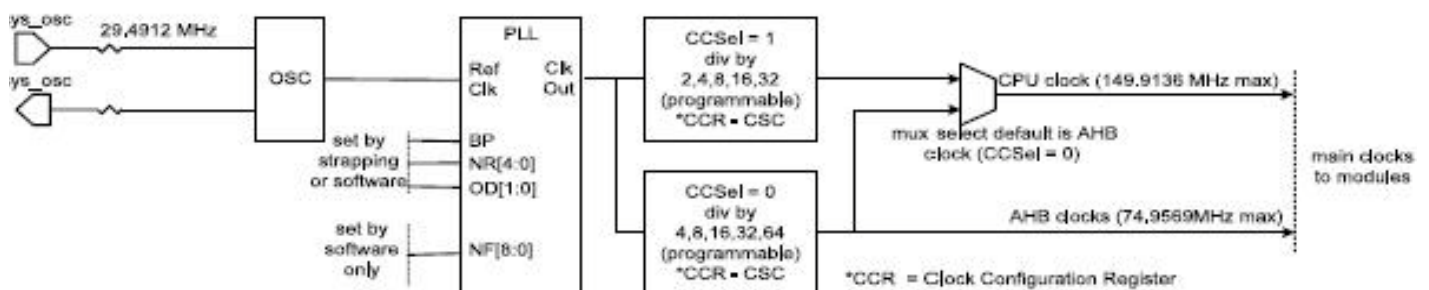 ys_osc
29.4912 MHz
ys_osc
OSC
PLL
Ref Clk
Clk Out
BP
NR[4:0]
OD[1:0]
NF[8:0]
set by
strapping
or software
set by
software
only
CCSel = 1
div by
2,4,8,16,32
(programmable)
*CCR - CSC
CCSel = 0
div by
4,8,16,32,64
(programmable)
*CCR - CSC
CPU clock (149.9136 MHz max)
mux select default is AHB
clock (CCSel = 0)
AHB clocks (74.9569MHz max)
main clocks
to modules
*CCR = Clock Configuration Register